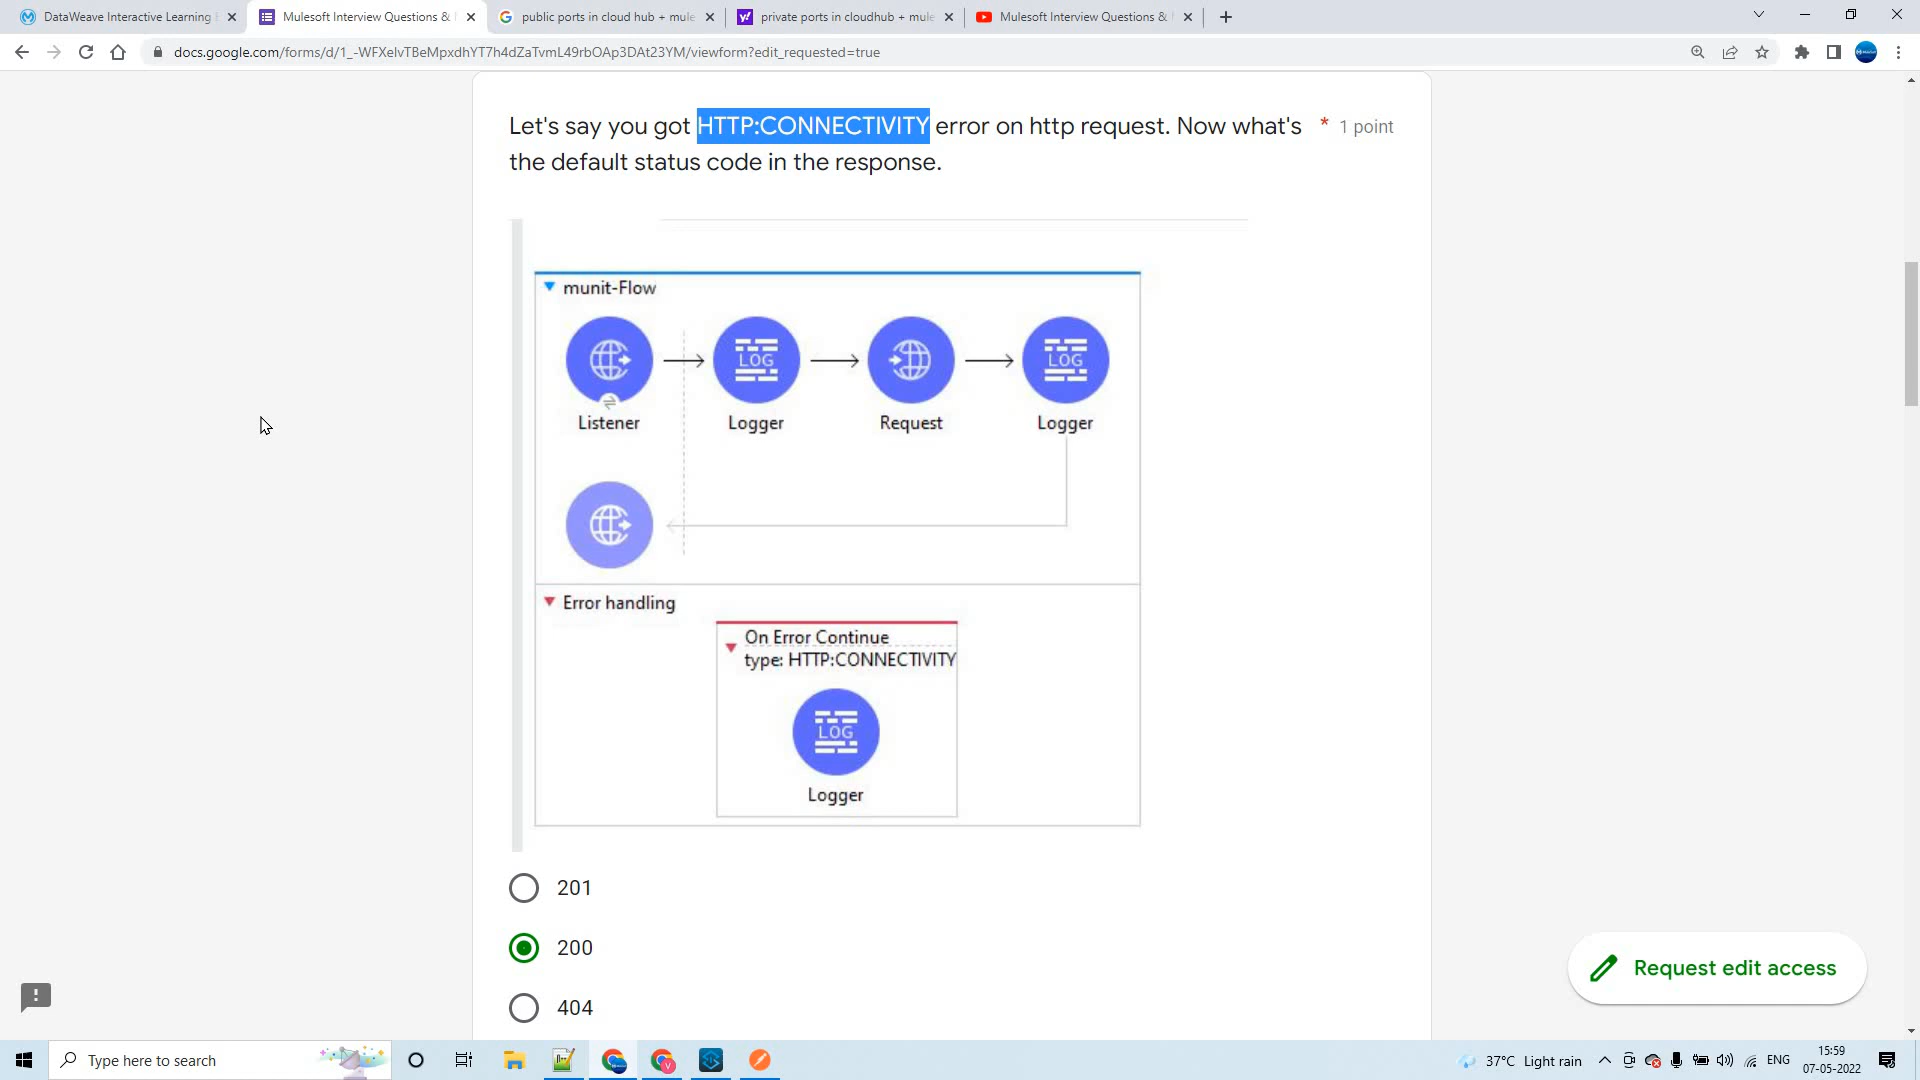 DataWeave Interactive Learning
Mulesoft Interview Questions &
public ports in cloud hub + mule
private ports in cloudhub + mule
Mulesoft Interview Questions &
docs.google.com/forms/d/1_-WFXelvTBeMpxdhYT7h4dZaTvmL49rbOAp3DAt23YM/viewform?edit_requested=true
Let's say you got HTTP:CONNECTIVITY error on http request. Now what's * 1 point
the default status code in the response.
munit-Flow
LOG LOG
Listener Logger Request Logger
Error handling
On Error Continue
type: HTTP:CONNECTIVITY
LOG
Logger
201
200
404
Request edit access
Type here to search
37°C Light rain
ENG
15:59
07-05-2022